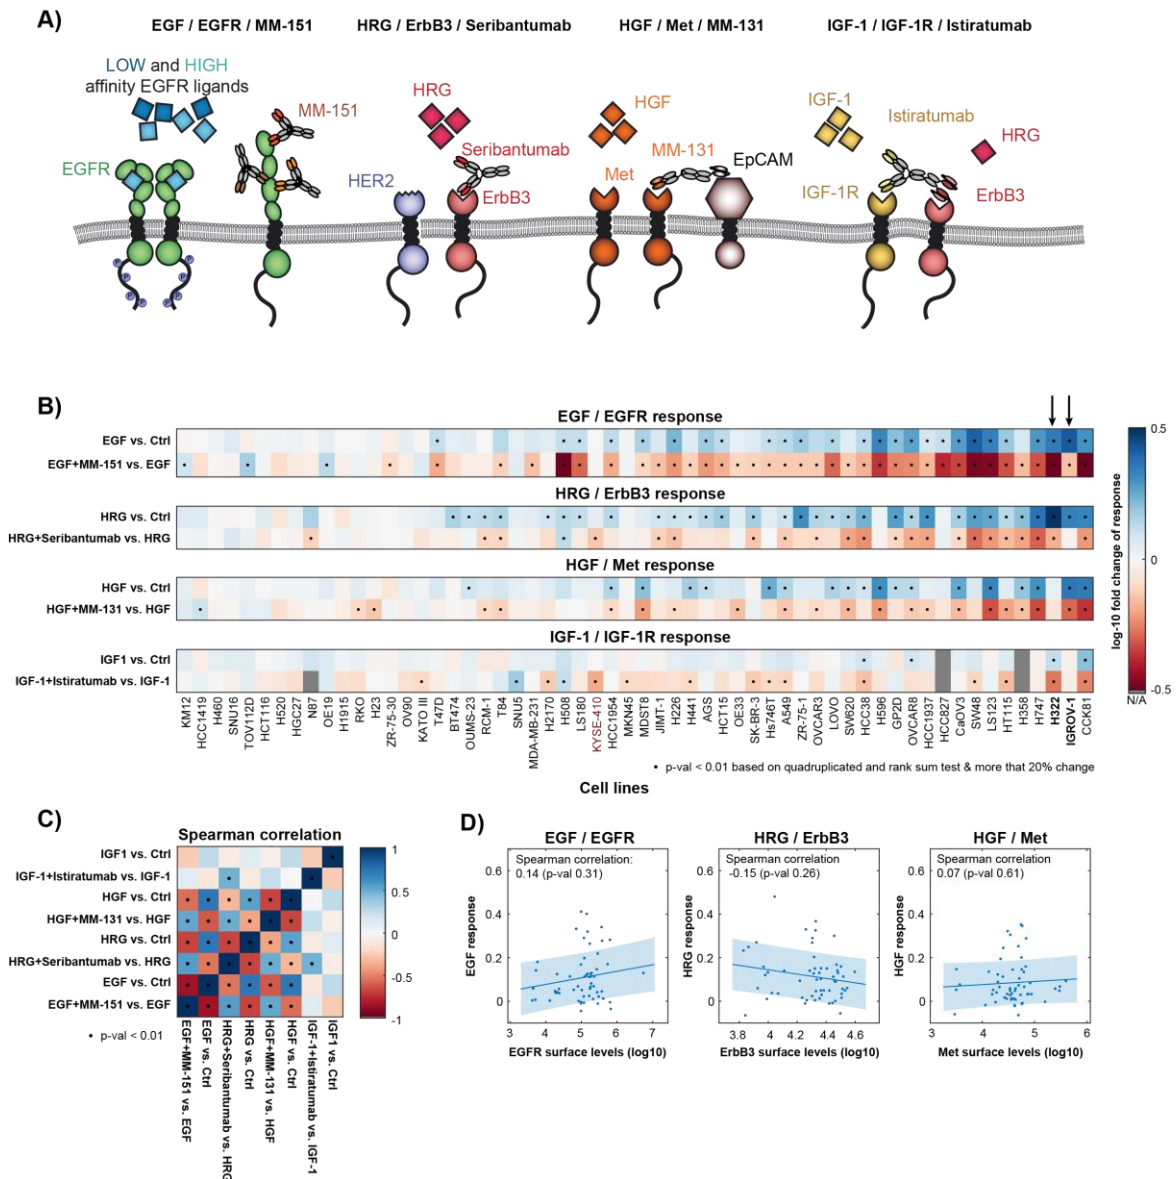 A)
EGF / EGFR / MM-151
HRG / ErbB3 / Seribantumab
HGF / Met / MM-131
IGF-1 / IGF-1R / Istiratumab
LOW and HIGH
affinity EGFR ligands
MM-151
EGFR
HRG
Seribantumab
HER2
ErbB3
HGF
MM-131
EpCAM
Met
IGF-1
Istiratumab
HRG
IGF-1R
ErbB3
P P P P P P P P
B)
EGF / EGFR response
EGF vs. Ctrl
EGF+MM-151 vs. EGF
HRG / ErbB3 response
HRG vs. Ctrl
HRG+Seribantumab vs. HRG
HGF / Met response
HGF vs. Ctrl
HGF+MM-131 vs. HGF
IGF-1 / IGF-1R response
IGF1 vs. Ctrl
IGF-1+Istiratumab vs. IGF-1
0.5
0
-0.5
N/A
log-10 fold change of response
KM12
HCC1419
H460
SNU16
TOV112D
HCT116
H520
HGC27
N87
OE19
H1915
RKO
H23
ZR-75-30
OV90
KATO III
T47D
BT474
OUMS-23
RCM-1
T84
SNU5
MDA-MB-231
H2170
H508
LS180
KYSE-410
HCC1954
MKN45
MDST8
JMT-1
H226
H441
AGS
HCT15
OE33
SK-BR-3
Hs746T
A549
ZR-75-1
OVCAR3
LOVO
SW620
HCC38
H596
GP2D
OVCAR8
HCC1937
HCC827
CaOV3
SW48
LS123
HT115
H358
H747
H322
IGROV-1
CCK81
• p-val < 0.01 based on quadruplicated and rank sum test & more that 20% change
Cell lines
C)
Spearman correlation
IGF1 vs. Ctrl
IGF-1+Istiratumab vs. IGF-1
HGF vs. Ctrl
HGF+MM-131 vs. HGF
HRG vs. Ctrl
HRG+Seribantumab vs. HRG
EGF vs. Ctrl
EGF+MM-151 vs. EGF
1
0.5
0
-0.5
-1
• p-val < 0.01
EGF+MM-151 vs. EGF
EGF vs. Ctrl
HRG+Seribantumab vs. HRG
HRG vs. Ctrl
HGF+MM-131 vs. HGF
HGF vs. Ctrl
IGF-1+Istiratumab vs. IGF-1
IGF1 vs. Ctrl
D)
EGF / EGFR
Spearman correlation:
0.14 (p-val 0.31)
EGF response
0.6
0.4
0.2
0
3 4 5 6 7
EGFR surface levels (log10)
HRG / ErbB3
Spearman correlation
-0.15 (p-val 0.26)
HRG response
0.6
0.4
0.2
0
3.8 4 4.2 4.4 4.6
ErbB3 surface levels (log10)
HGF / Met
Spearman correlation
0.07 (p-val 0.61)
HGF response
0.6
0.4
0.2
0
3 4 5 6
Met surface levels (log10)